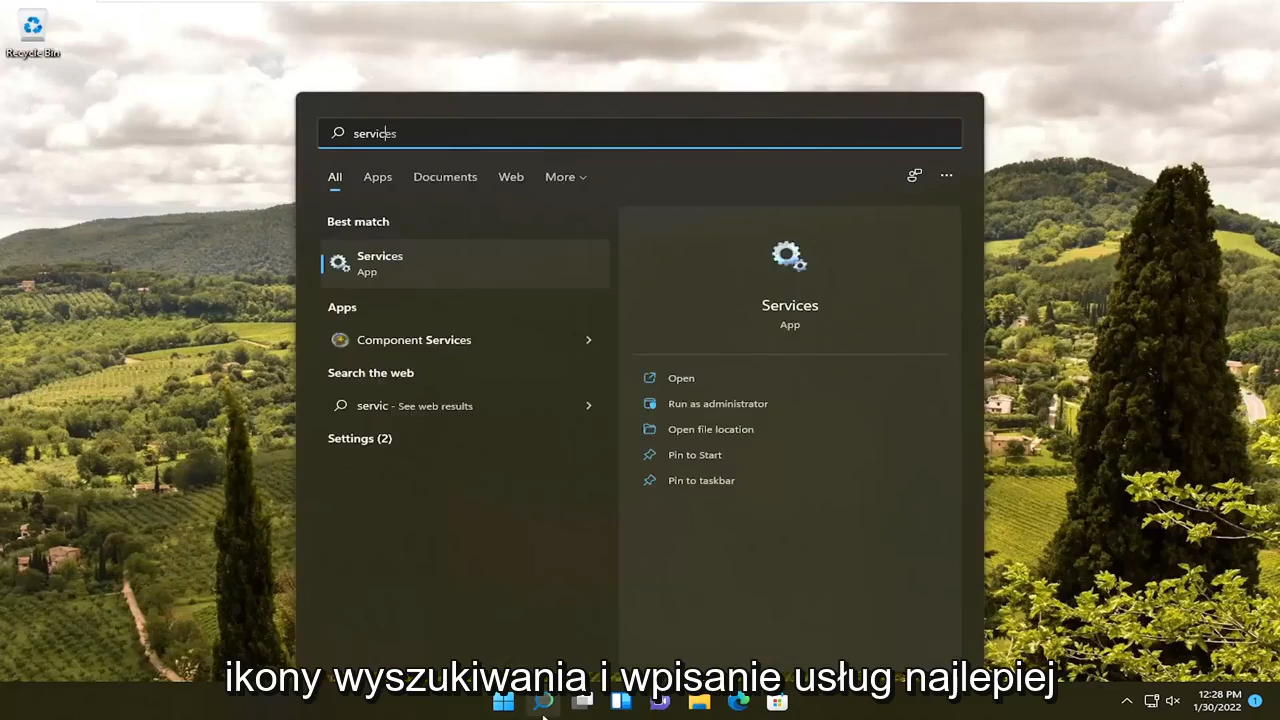 Recycle Bin
services
All Apps Documents Web More
Best match
Services
App
Apps
Component Services
Search the web
servic - See web results
Settings (2)
Services
App
Open
Run as administrator
Open file location
Pin to Start
Pin to taskbar
ikony wyszukiwania i wpisanie usług najlepiej
12:28 PM
1/30/2022
1